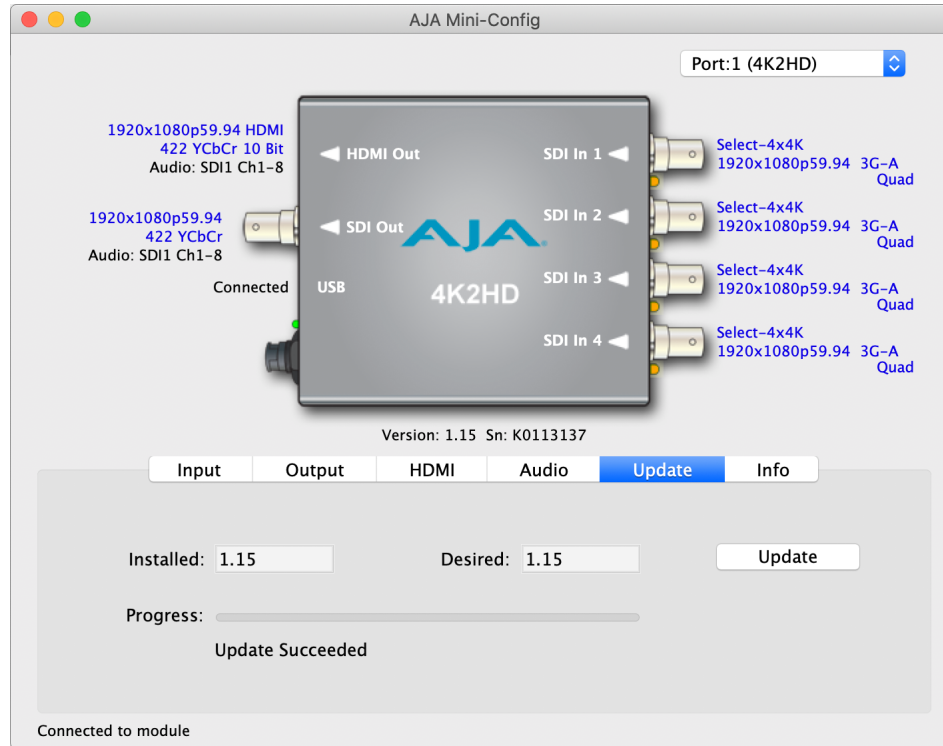 AJA Mini-Config
Port:1 (4K2HD)
1920x1080p59.94 HDMI
422 YCbCr 10 Bit
Audio: SDI1 Ch1-8
1920x1080p59.94
422 YCbCr
Audio: SDI1 Ch1-8
Connected
HDMI Out
SDI Out
USB
AJA
4K2HD
SDI In 1
SDI In 2
SDI In 3
SDI In 4
Select-4x4K
1920x1080p59.94 3G-A
Quad
Select-4x4K
1920x1080p59.94 3G-A
Quad
Select-4x4K
1920x1080p59.94 3G-A
Quad
Select-4x4K
1920x1080p59.94 3G-A
Quad
Version: 1.15 Sn: K0113137
Input Output HDMI Audio Update Info
Installed: 1.15 Desired: 1.15 Update
Progress:
Update Succeeded
Connected to module